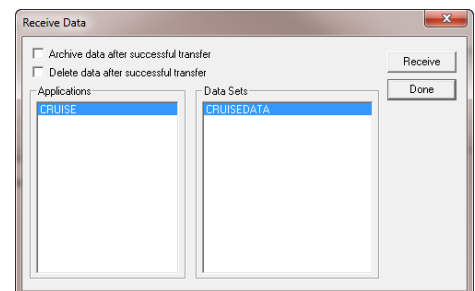 Receive Data
Archive data after successful transfer
Delete data after successful transfer
Receive
Done
Applications
CRUISE
Data Sets
CRUISEDATA